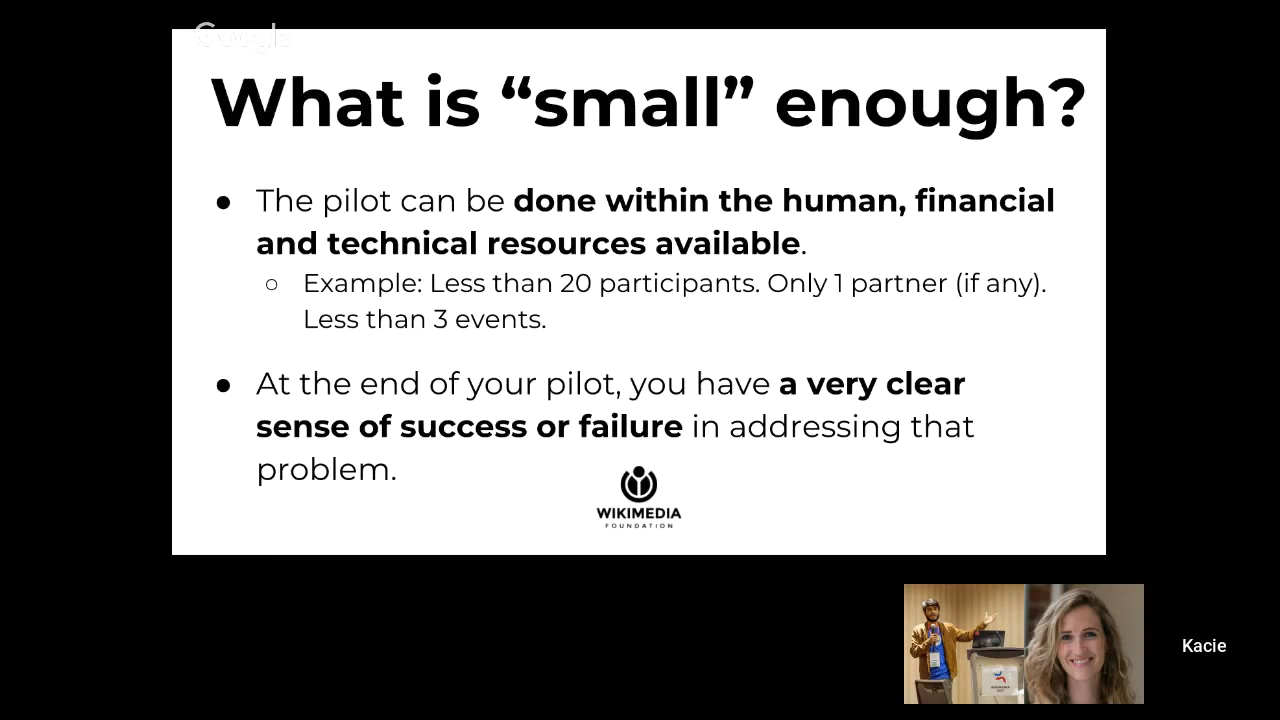 Google
What is “small” enough?
● The pilot can be done within the human, financial
and technical resources available.
○ Example: Less than 20 participants. Only 1 partner (if any).
Less than 3 events.
● At the end of your pilot, you have a very clear
sense of success or failure in addressing that
problem.
WIKIMEDIA
FOUNDATION
Kacie